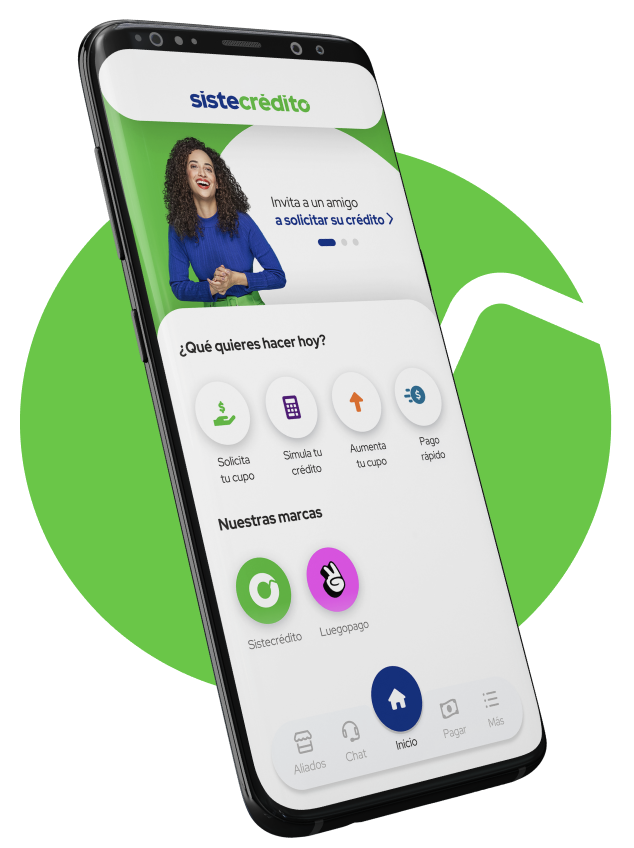 sistecrédito
Invita a un amigo
a solicitar su crédito
¿Qué quieres hacer hoy?
Solicita
tu cupo
Simula tu
crédito
Aumenta
tu cupo
Pago
rápido
Nuestras marcas
Sistecrédito
Luegopago
Aliados
Chat
Inicio
Pagar
Más